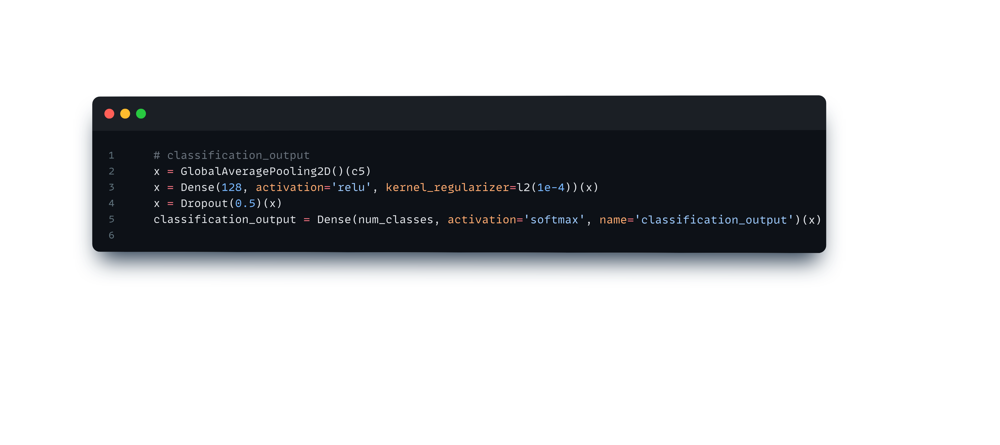 1 # classification_output
2 x = GlobalAveragePooling2D()(c5)
3 x = Dense(128, activation='relu', kernel_regularizer=l2(1e-4))(x)
4 x = Dropout(0.5)(x)
5 classification_output = Dense(num_classes, activation='softmax', name='classification_output')(x)
6